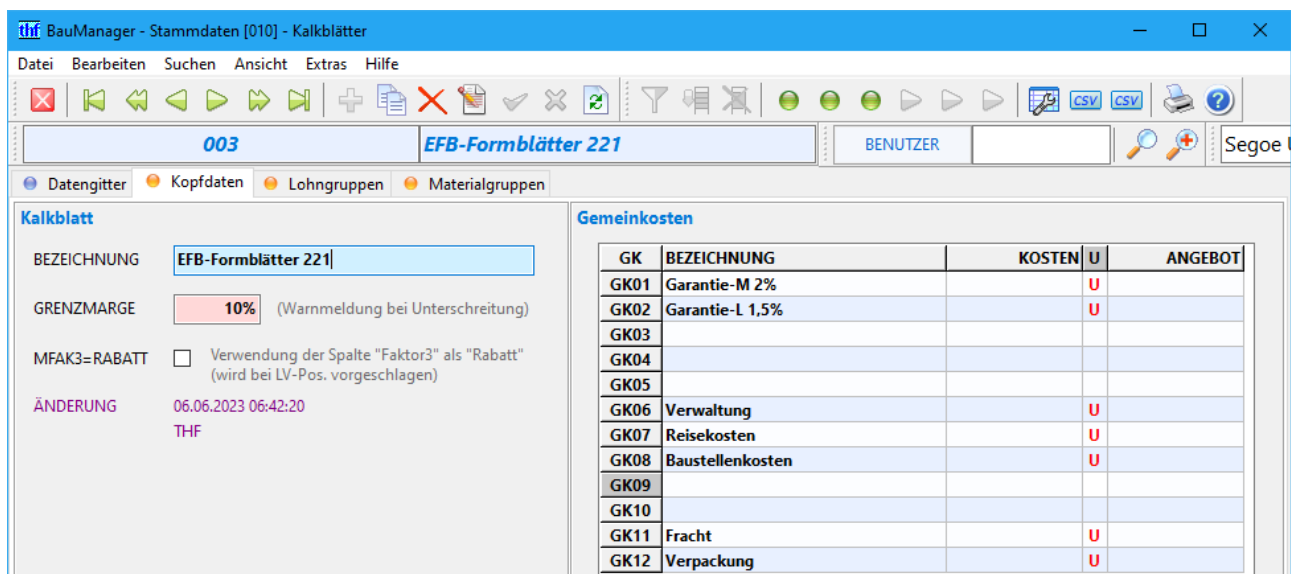 thf BauManager - Stammdaten [010] - Kalkblätter
Datei Bearbeiten Suchen Ansicht Extras Hilfe
CSV CSV
003 EFB-Formblätter 221 BENUTZER Segoe
Datengitter Kopfdaten Lohngruppen Materialgruppen
Kalkblatt
BEZEICHNUNG EFB-Formblätter 221
GRENZMARGE 10% (Warnmeldung bei Unterschreitung)
MFAK3=RABATT Verwendung der Spalte "Faktor3" als "Rabatt"
(wird bei LV-Pos. vorgeschlagen)
ÄNDERUNG 06.06.2023 06:42:20
THF
Gemeinkosten
GK BEZEICHNUNG KOSTEN U ANGEBOT
GK01 Garantie-M 2% U
GK02 Garantie-L 1,5% U
GK03
GK04
GK05
GK06 Verwaltung U
GK07 Reisekosten U
GK08 Baustellenkosten U
GK09
GK10
GK11 Fracht U
GK12 Verpackung U